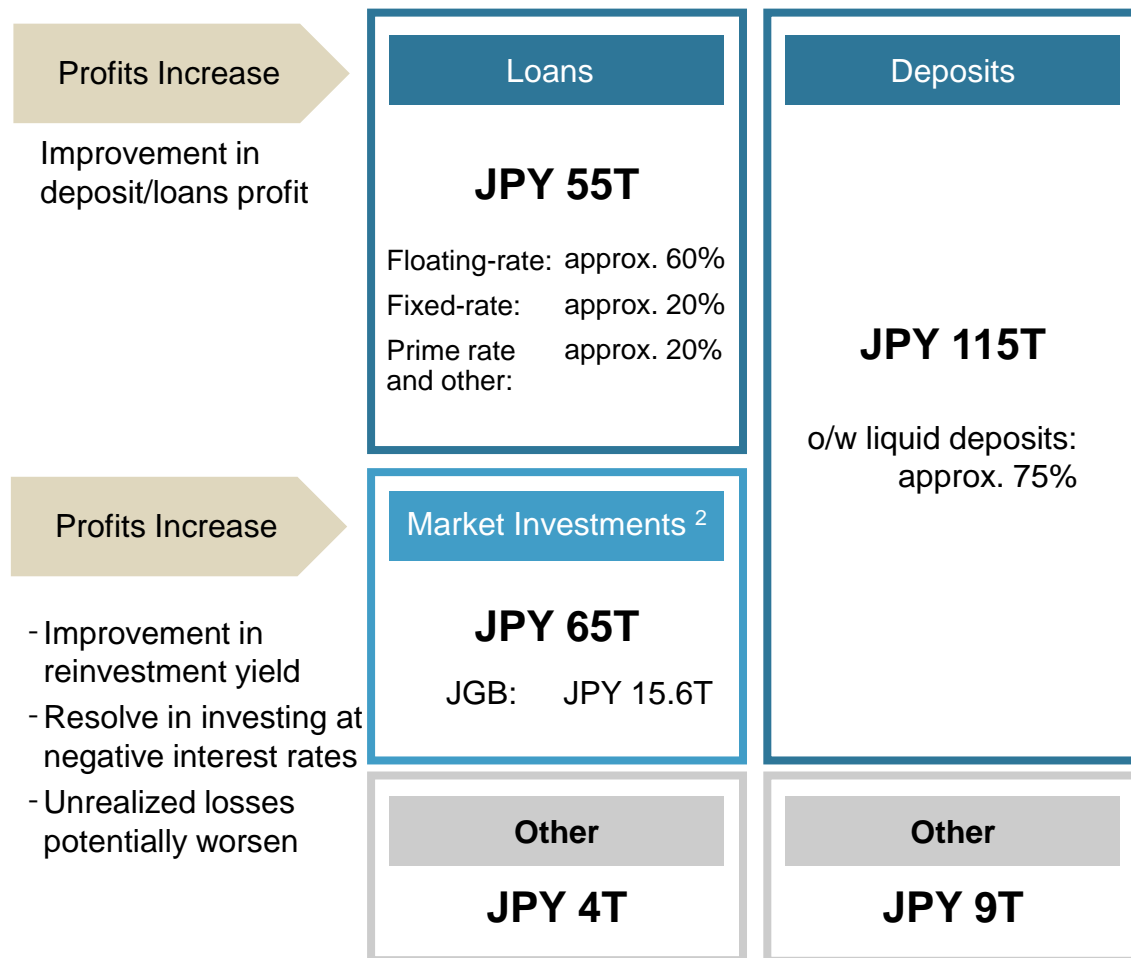 Profits Increase
Improvement in
deposit/loans profit
Loans
JPY 55T
Floating-rate: approx. 60%
Fixed-rate: approx. 20%
Prime rate approx. 20%
and other:
Deposits
JPY 115T
o/w liquid deposits:
approx. 75%
Profits Increase
- Improvement in
reinvestment yield
- Resolve in investing at
negative interest rates
- Unrealized losses
potentially worsen
Market Investments 2
JPY 65T
JGB: JPY 15.6T
Other
JPY 4T
Other
JPY 9T